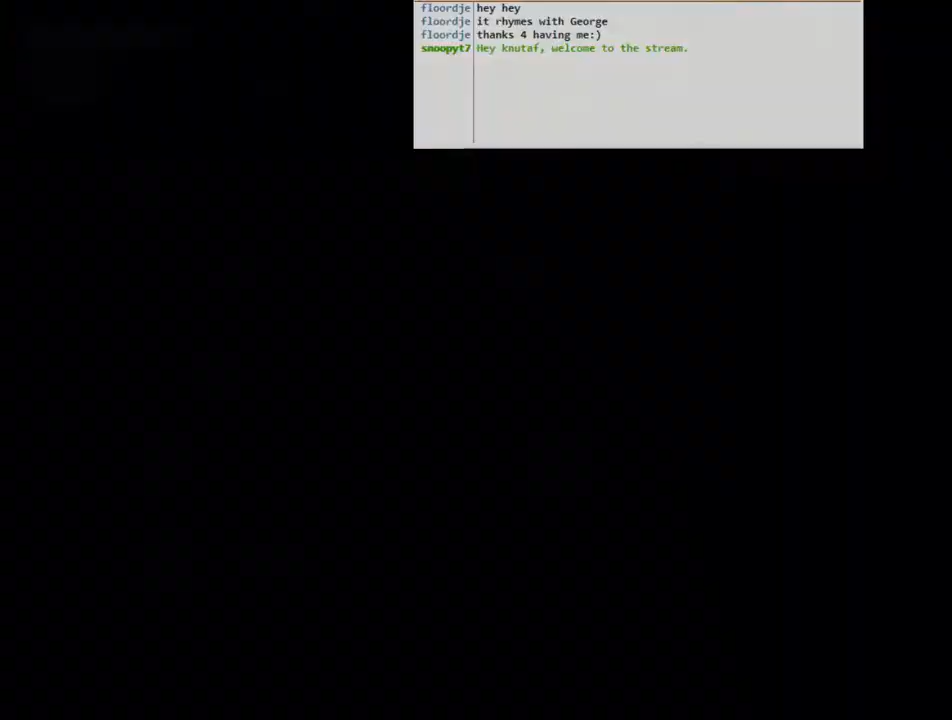 floordje hey hey
floordje it rhymes with George
floordje thanks 4 having me:)
snoopyt7 Hey knutaf, welcome to the stream.